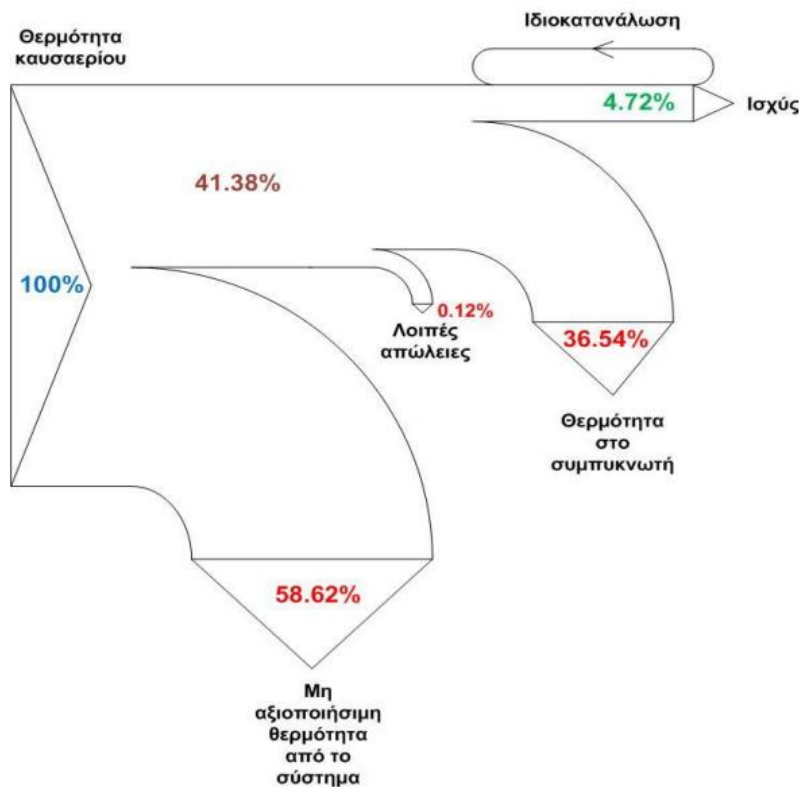 Θερμότητα
καυσαερίου
Ιδιοκατανάλωση
4.72%
Ισχύς
41.38%
100%
0.12%
Λοιπές
απώλειες
36.54%
Θερμότητα
στο
συμπυκνωτή
58.62%
Μη
αξιοποιήσιμη
θερμότητα
από το
σύστημα